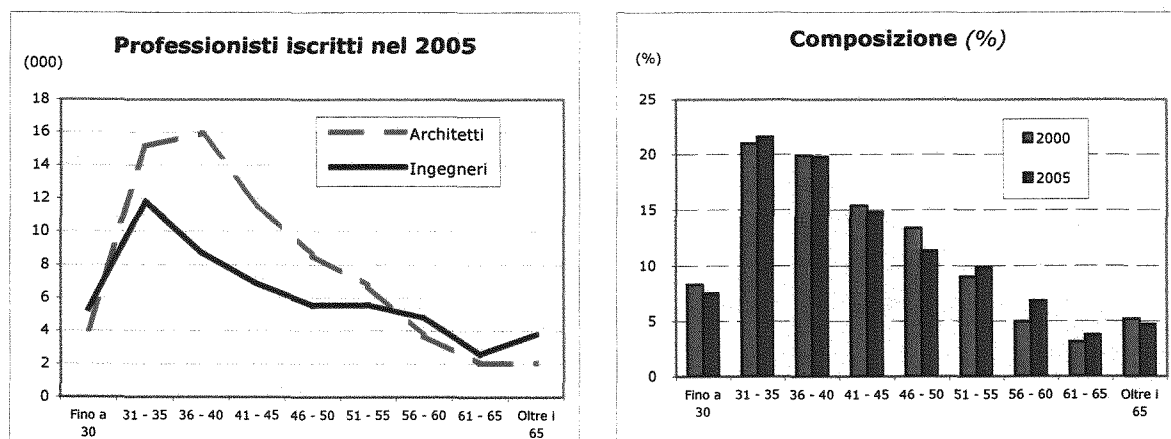 Professionisti iscritti nel 2005
(000)
18
16
14
12
10
8
6
4
2
0
Architetti
Ingegneri
Fino a 30
31 - 35
36 - 40
41 - 45
46 - 50
51 - 55
56 - 60
61 - 65
Oltre i 65
Composizione (%)
(%)
25
20
15
10
5
0
2000
2005
Fino a 30
31 - 35
36 - 40
41 - 45
46 - 50
51 - 55
56 - 60
61 - 65
Oltre i 65